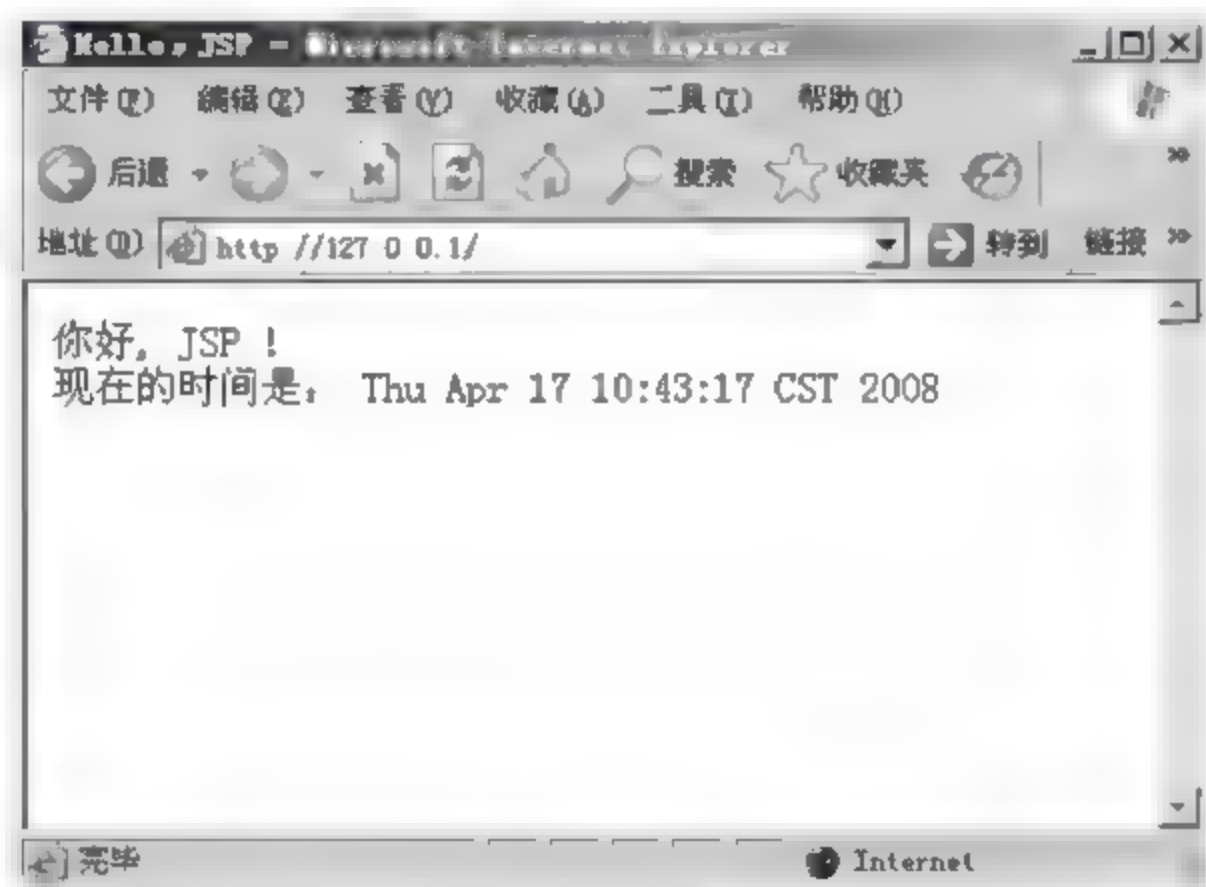 Hello, JSP - Microsoft Internet Explorer
文件(F) 编辑(E) 查看(V) 收藏(A) 二具(T) 帮助(H)
后退 搜索 收藏夹 »
地址(D) http //127 0 0.1/ 转到 链接 »
你好, JSP !
现在的时间是: Thu Apr 17 10:43:17 CST 2008
完毕 Internet